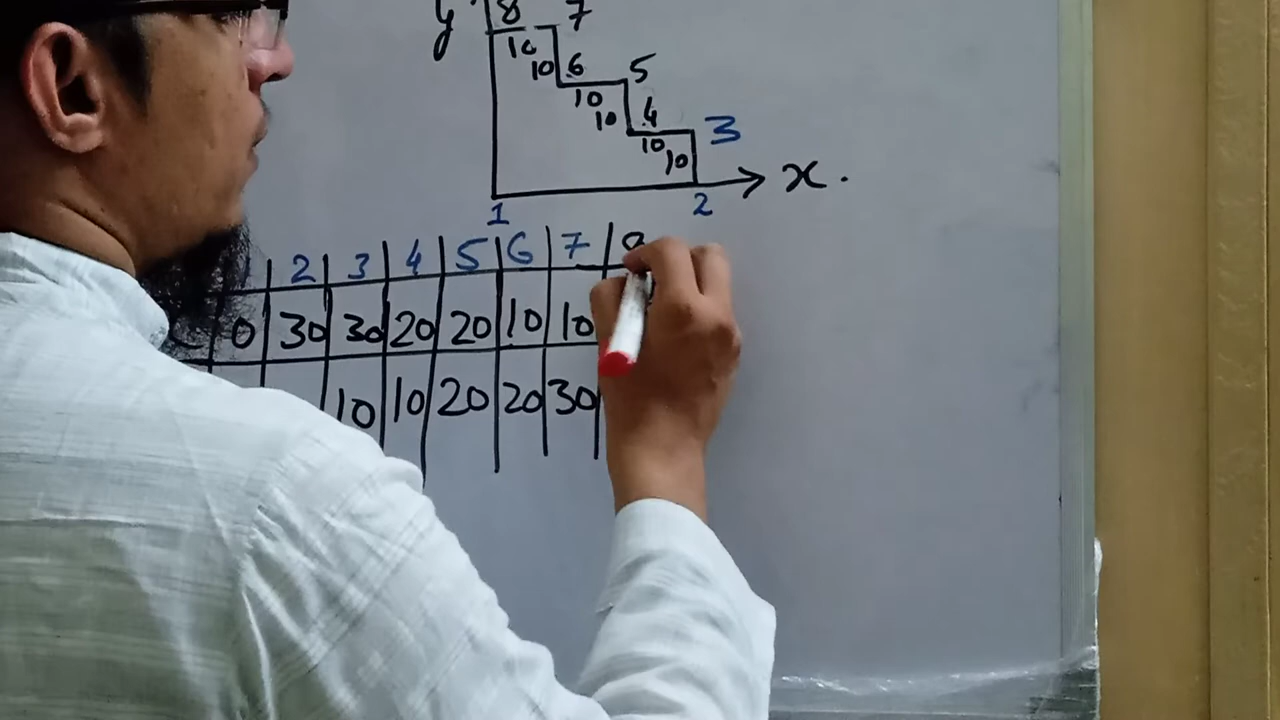 y 8 7
10
10 6 5
10
10 4 3
10
10
x.
1 2
2 3 4 5 6 7 8
0 30 30 20 20 10 10
10 10 20 20 30